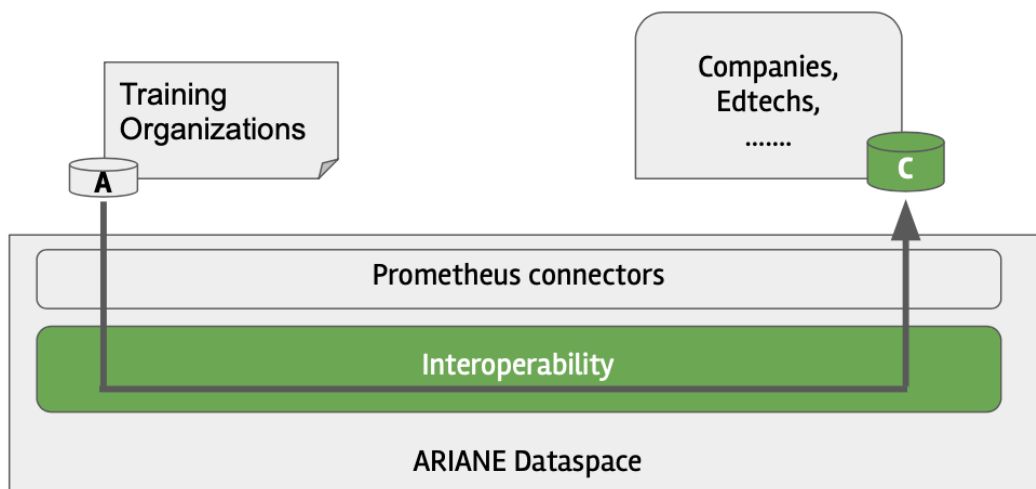 Training
Organizations
A
Companies,
Edtechs,
.......
C
Prometheus connectors
Interoperability
ARIANE Dataspace